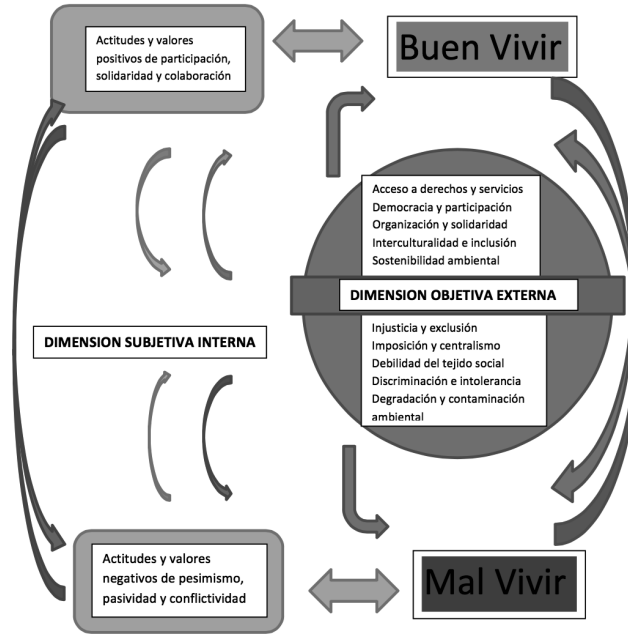 Actitudes y valores
positivos de participación,
solidaridad y colaboración
Buen Vivir
Acceso a derechos y servicios
Democracia y participación
Organización y solidaridad
Interculturalidad e inclusión
Sostenibilidad ambiental
DIMENSION OBJETIVA EXTERNA
DIMENSION SUBJETIVA INTERNA
Injusticia y exclusión
Imposición y centralismo
Debilidad del tejido social
Discriminación e intolerancia
Degradación y contaminación
ambiental
Actitudes y valores
negativos de pesimismo,
pasividad y conflictividad
Mal Vivir